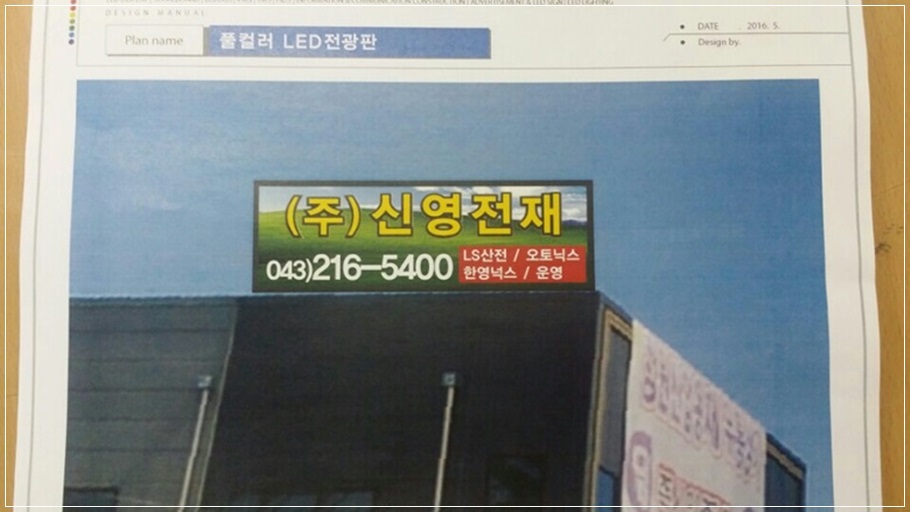 DESIGN MANUAL
Plan name
풀컬러 LED전광판
DATE 2016. 5.
Design by.
(주)신영전재
043)216-5400
LS산전 / 오토닉스
한영넉스 / 운영